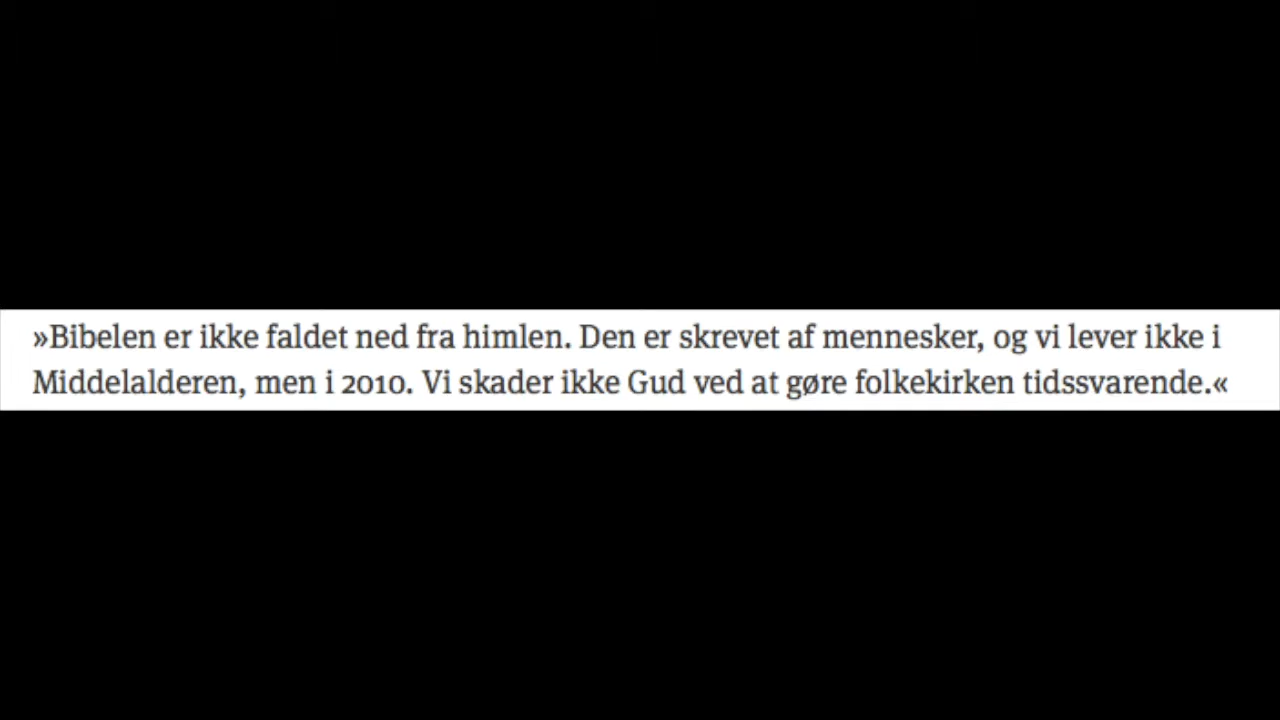 »Bibelen er ikke faldet ned fra himlen. Den er skrevet af mennesker, og vi lever ikke i
Middelalderen, men i 2010. Vi skader ikke Gud ved at gøre folkekirken tidssvarende.«